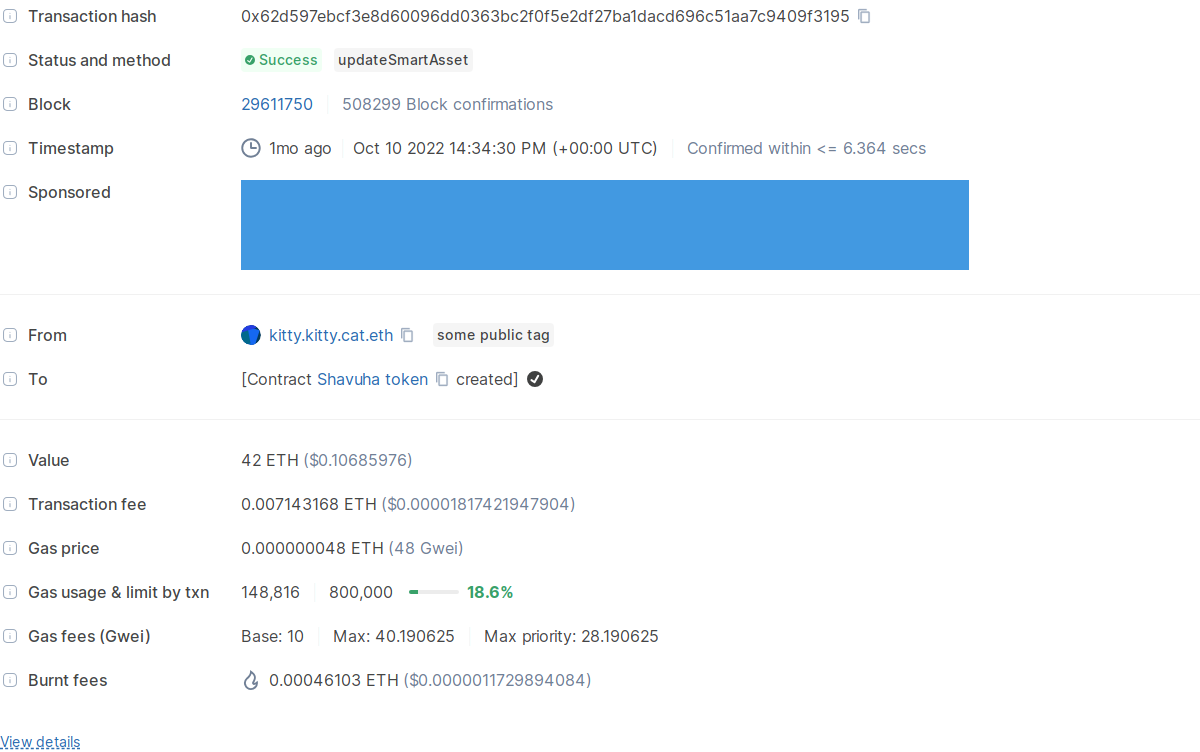 Transaction hash 0x62d597ebcf3e8d60096dd0363bc2f0f5e2df27ba1dacd696c51aa7c9409f3195
Status and method Success updateSmartAsset
Block 29611750 508299 Block confirmations
Timestamp 1mo ago Oct 10 2022 14:34:30 PM (+00:00 UTC) Confirmed within <= 6.364 secs
Sponsored
From kitty.kitty.cat.eth some public tag
To [Contract Shavuha token created]
Value 42 ETH ($0.10685976)
Transaction fee 0.007143168 ETH ($0.00001817421947904)
Gas price 0.000000048 ETH (48 Gwei)
Gas usage & limit by txn 148,816 800,000 18.6%
Gas fees (Gwei) Base: 10 Max: 40.190625 Max priority: 28.190625
Burnt fees 0.00046103 ETH ($0.0000011729894084)
View details